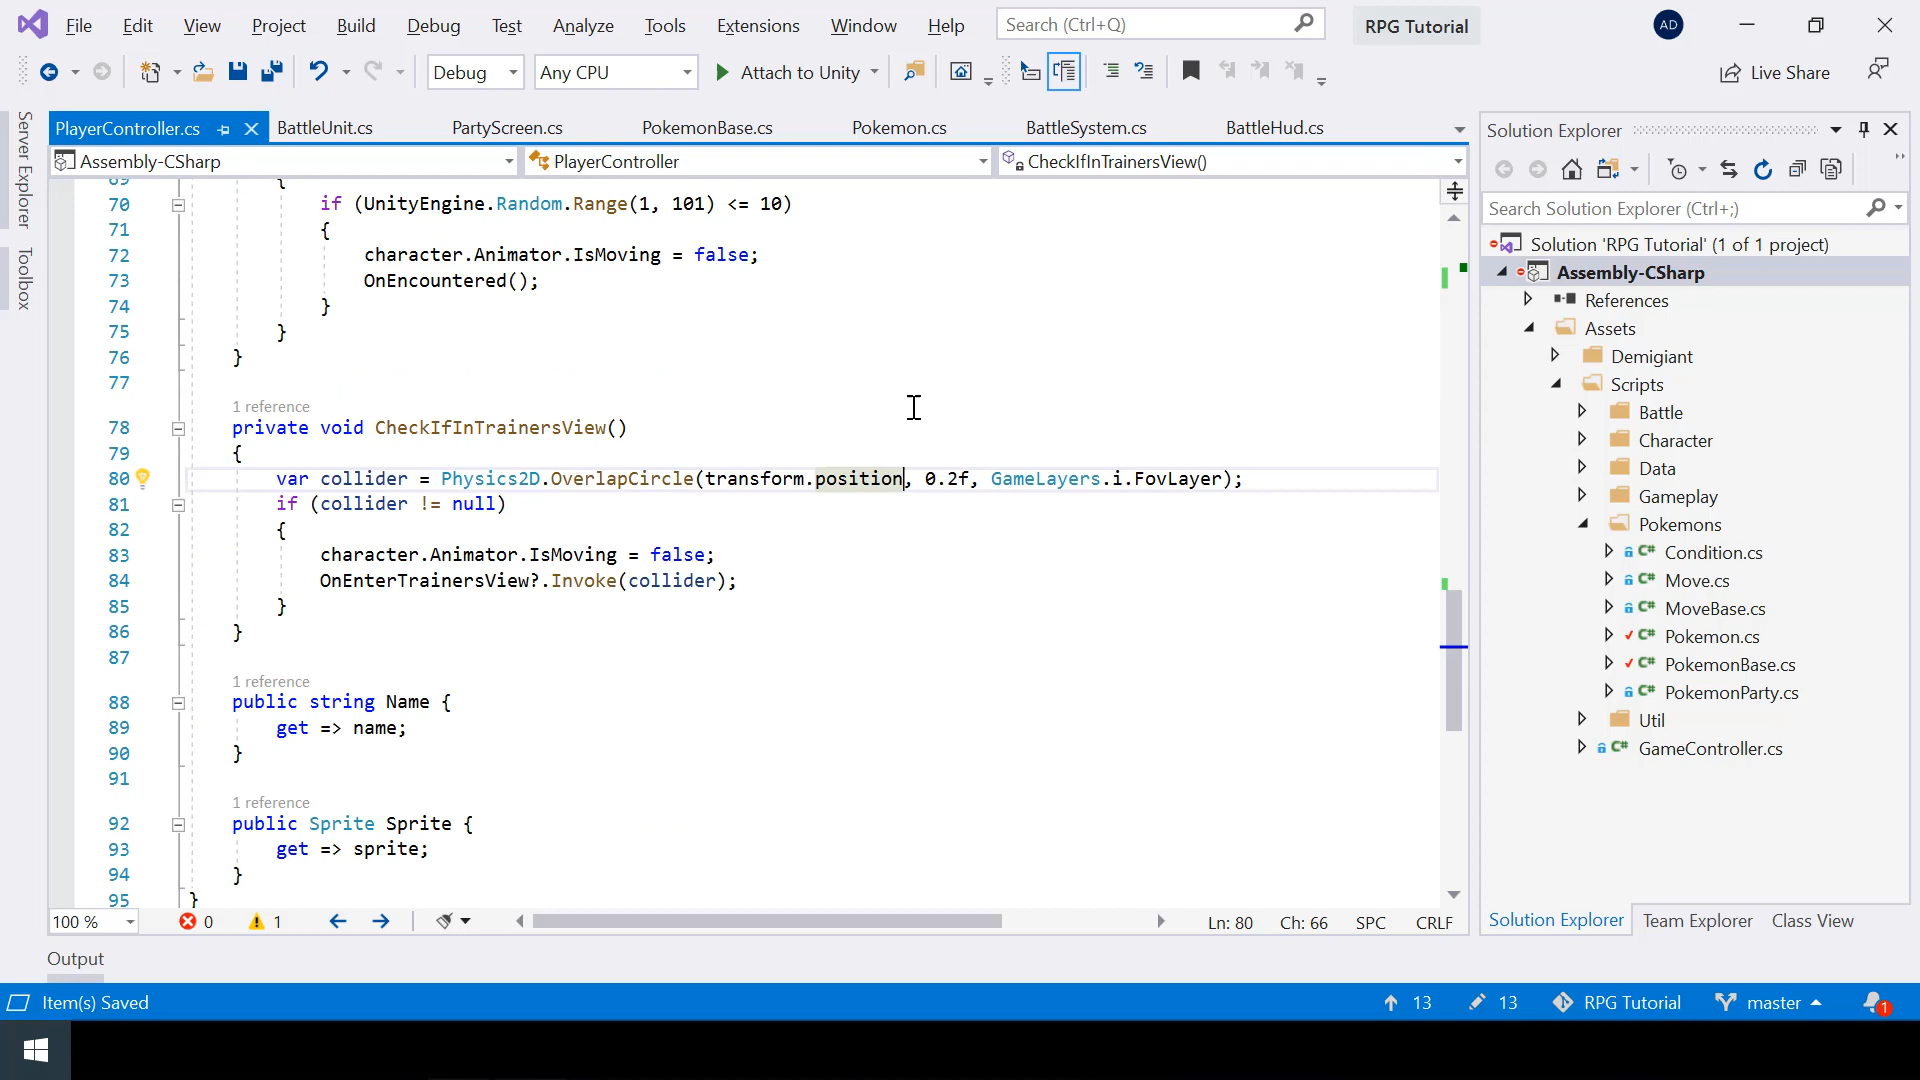 File Edit View Project Build Debug Test Analyze Tools Extensions Window Help Search (Ctrl+Q) RPG Tutorial AD
Debug Any CPU Attach to Unity Live Share
Server Explorer
Toolbox
PlayerController.cs BattleUnit.cs PartyScreen.cs PokemonBase.cs Pokemon.cs BattleSystem.cs BattleHud.cs
Assembly-CSharp PlayerController CheckIfInTrainersView()
69 {
70 if (UnityEngine.Random.Range(1, 101) <= 10)
71 {
72 character.Animator.IsMoving = false;
73 OnEncountered();
74 }
75 }
76 }
77
1 reference
78 private void CheckIfInTrainersView()
79 {
80 var collider = Physics2D.OverlapCircle(transform.position, 0.2f, GameLayers.i.FovLayer);
81 if (collider != null)
82 {
83 character.Animator.IsMoving = false;
84 OnEnterTrainersView?.Invoke(collider);
85 }
86 }
87
1 reference
88 public string Name {
89 get => name;
90 }
91
1 reference
92 public Sprite Sprite {
93 get => sprite;
94 }
95 }
100 % 0 1 Ln: 80 Ch: 66 SPC CRLF
Solution Explorer
Search Solution Explorer (Ctrl+;)
Solution 'RPG Tutorial' (1 of 1 project)
Assembly-CSharp
References
Assets
Demigiant
Scripts
Battle
Character
Data
Gameplay
Pokemons
C# Condition.cs
C# Move.cs
C# MoveBase.cs
C# Pokemon.cs
C# PokemonBase.cs
C# PokemonParty.cs
Util
C# GameController.cs
Solution Explorer Team Explorer Class View
Output
Item(s) Saved 13 13 RPG Tutorial master 1